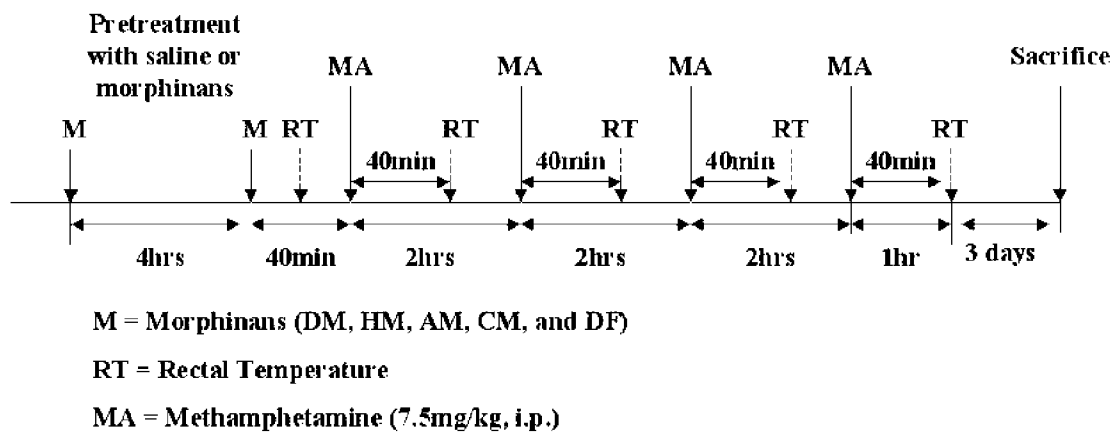 Pretreatment
with saline or
morphinans
MA MA MA MA Sacrifice
M M RT RT RT RT RT
40min 40min 40min 40min
4hrs 40min 2hrs 2hrs 2hrs 1hr 3 days
M = Morphinans (DM, HM, AM, CM, and DF)
RT = Rectal Temperature
MA = Methamphetamine (7.5mg/kg, i.p.)